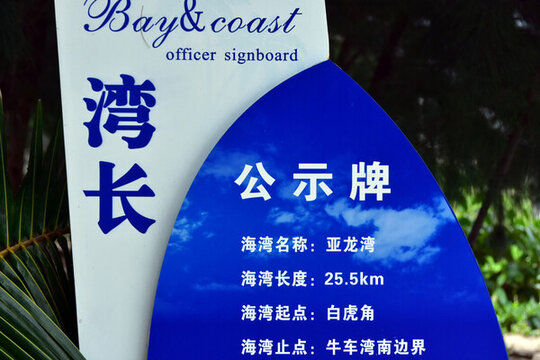 Bay&coast
officer signboard
湾长
公示牌
海湾名称：亚龙湾
海湾长度：25.5km
海湾起点：白虎角
海湾止点：牛车湾南边界